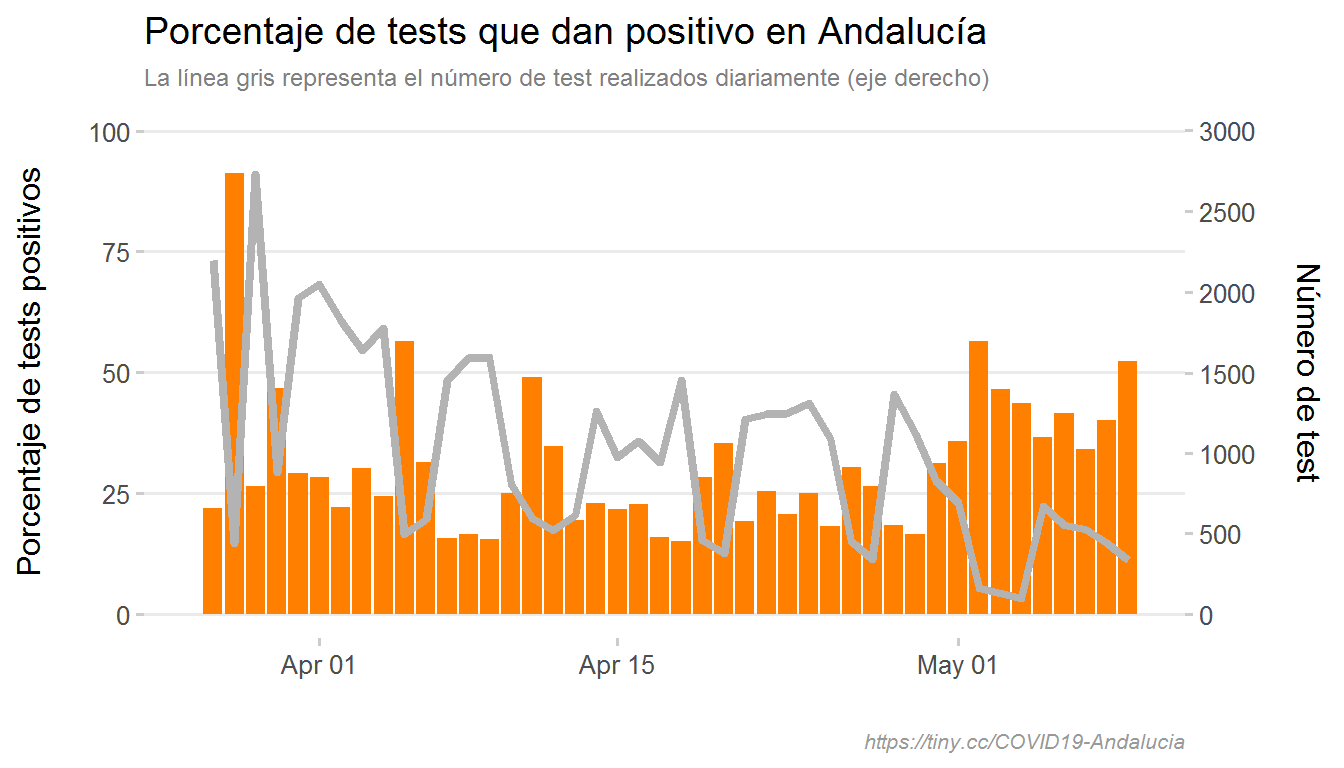 Porcentaje de tests que dan positivo en Andalucía
La línea gris representa el número de test realizados diariamente (eje derecho)
Porcentaje de tests positivos
100
75
50
25
0
3000
2500
2000
1500
1000
500
0
Número de test
Apr 01
Apr 15
May 01
https://tiny.cc/COVID19-Andalucia